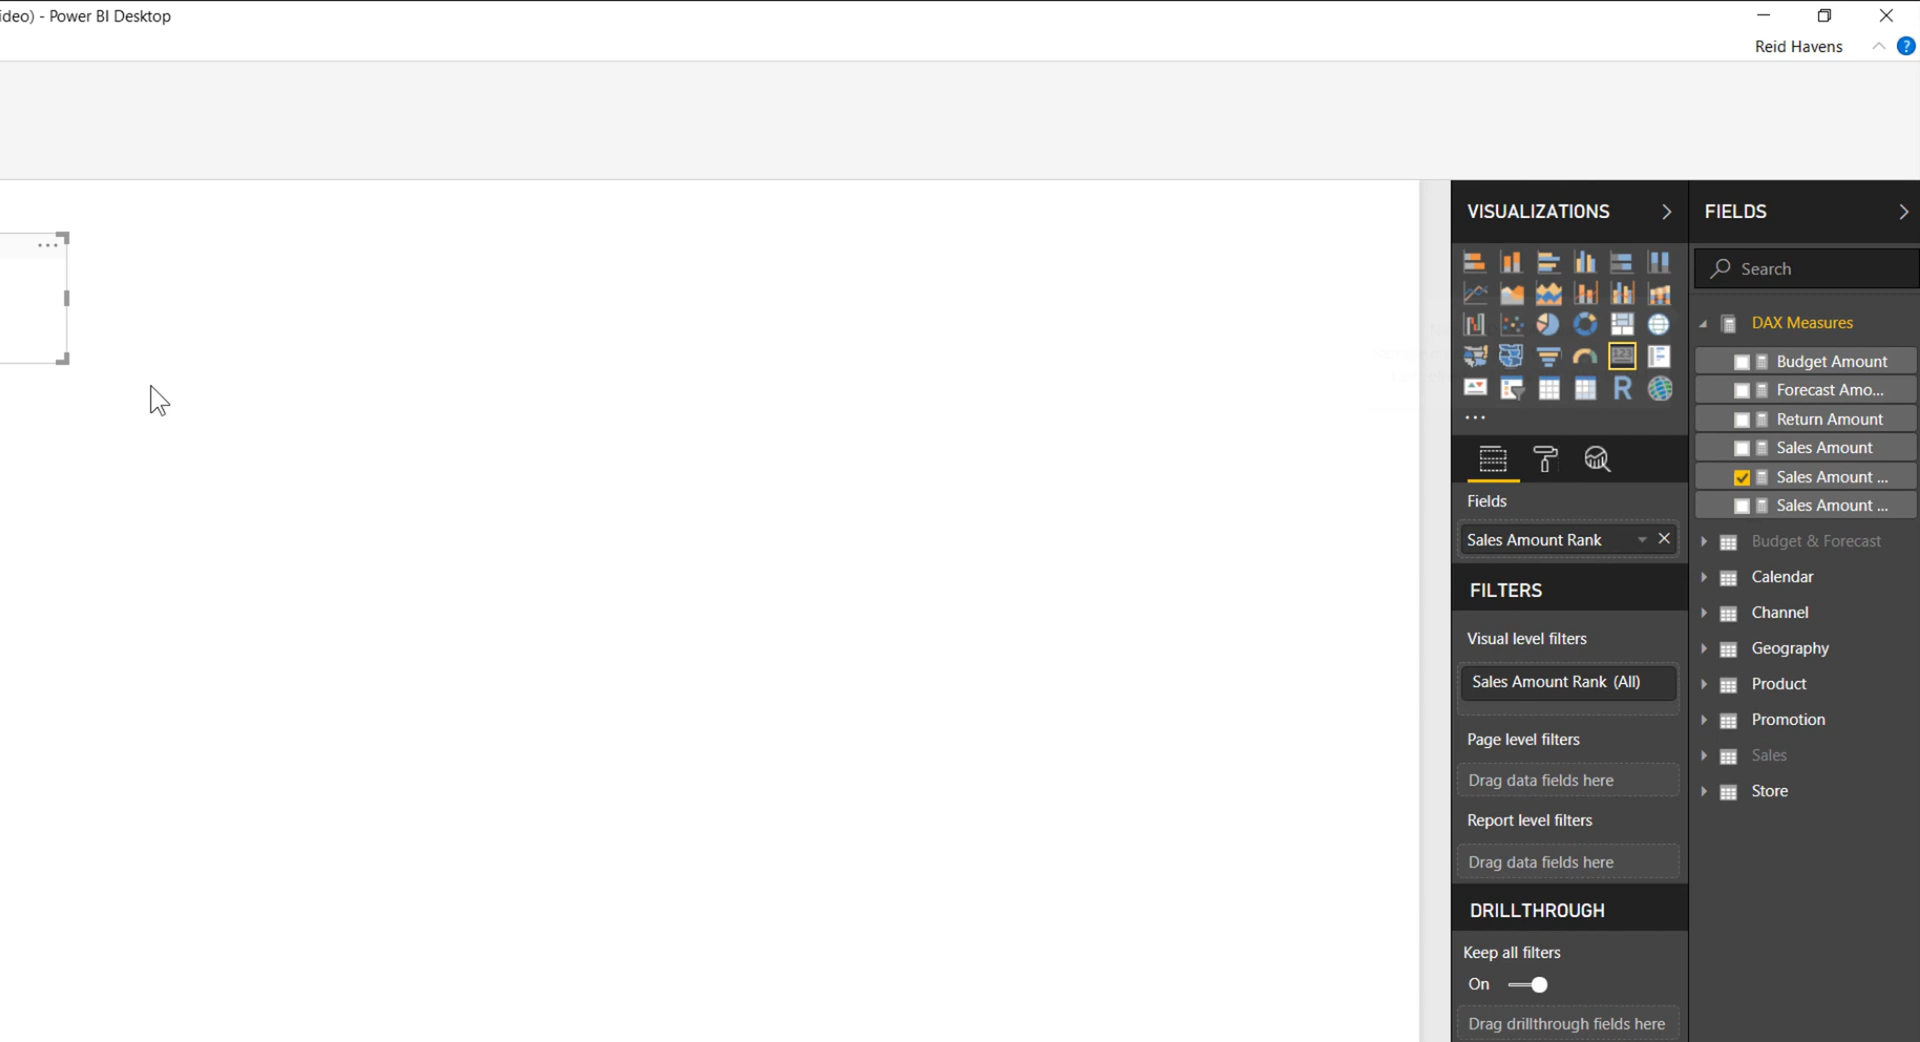 ideo) - Power BI Desktop
Reid Havens
?
VISUALIZATIONS
FIELDS
Search
DAX Measures
Budget Amount
Forecast Amo...
Return Amount
Sales Amount
Sales Amount ...
Sales Amount ...
Budget & Forecast
Calendar
Channel
Geography
Product
Promotion
Sales
Store
123
R
...
Fields
Sales Amount Rank
FILTERS
Visual level filters
Sales Amount Rank (All)
Page level filters
Drag data fields here
Report level filters
Drag data fields here
DRILLTHROUGH
Keep all filters
On
Drag drillthrough fields here